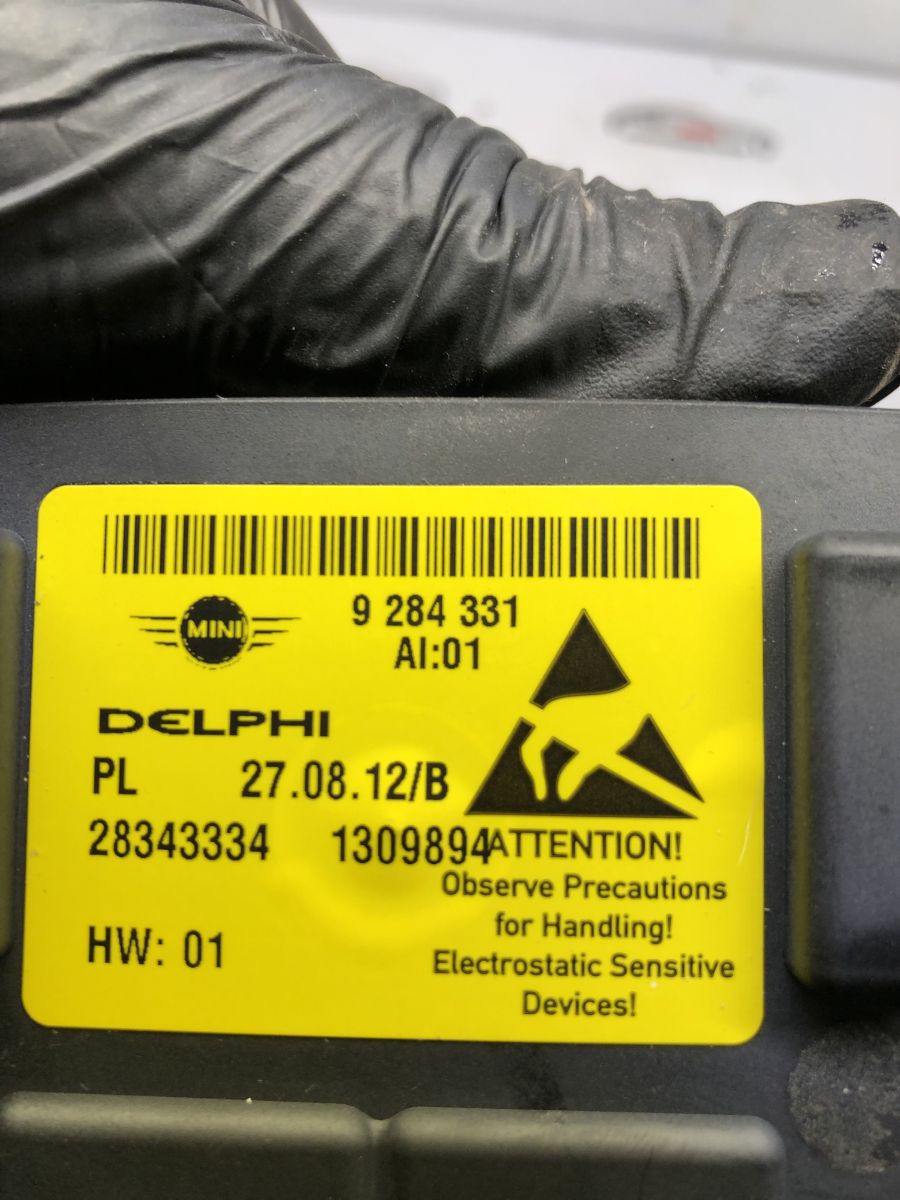 9 284 331
MINI
AI:01
DELPHI
PL 27.08.12/B
28343334 1309894
ATTENTION!
Observe Precautions
for Handling!
HW: 01
Electrostatic Sensitive
Devices!